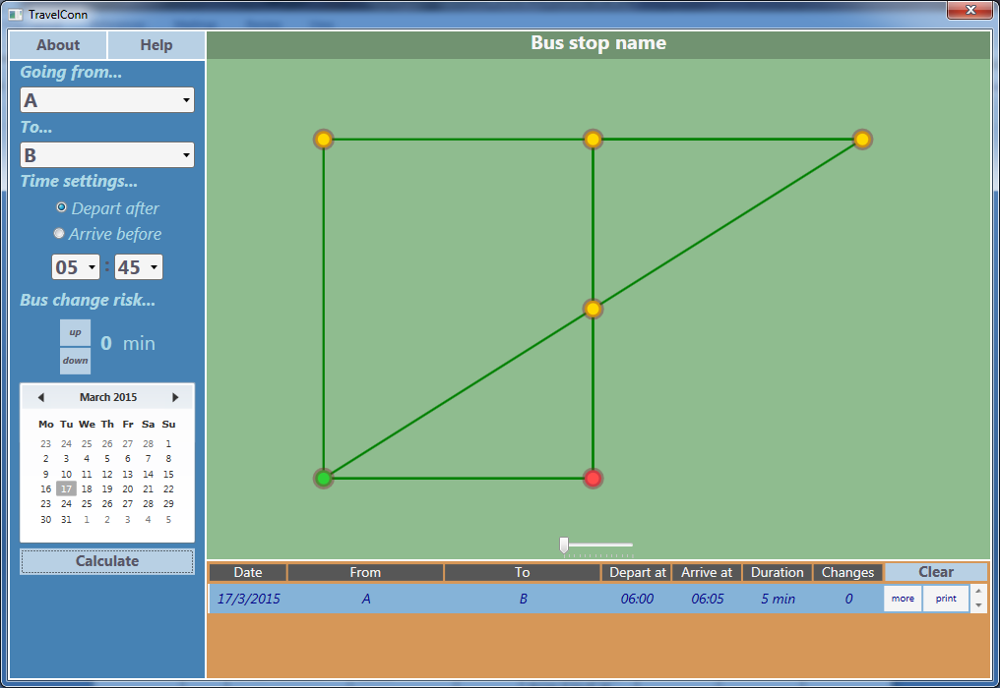 TravelConn
About Help
Bus stop name
Going from...
A
To...
B
Time settings...
Depart after
Arrive before
05 : 45
Bus change risk...
up
0 min
down
March 2015
Mo Tu We Th Fr Sa Su
23 24 25 26 27 28 1
2 3 4 5 6 7 8
9 10 11 12 13 14 15
16 17 18 19 20 21 22
23 24 25 26 27 28 29
30 31 1 2 3 4 5
Calculate
Date From To Depart at Arrive at Duration Changes Clear
17/3/2015 A B 06:00 06:05 5 min 0 more print